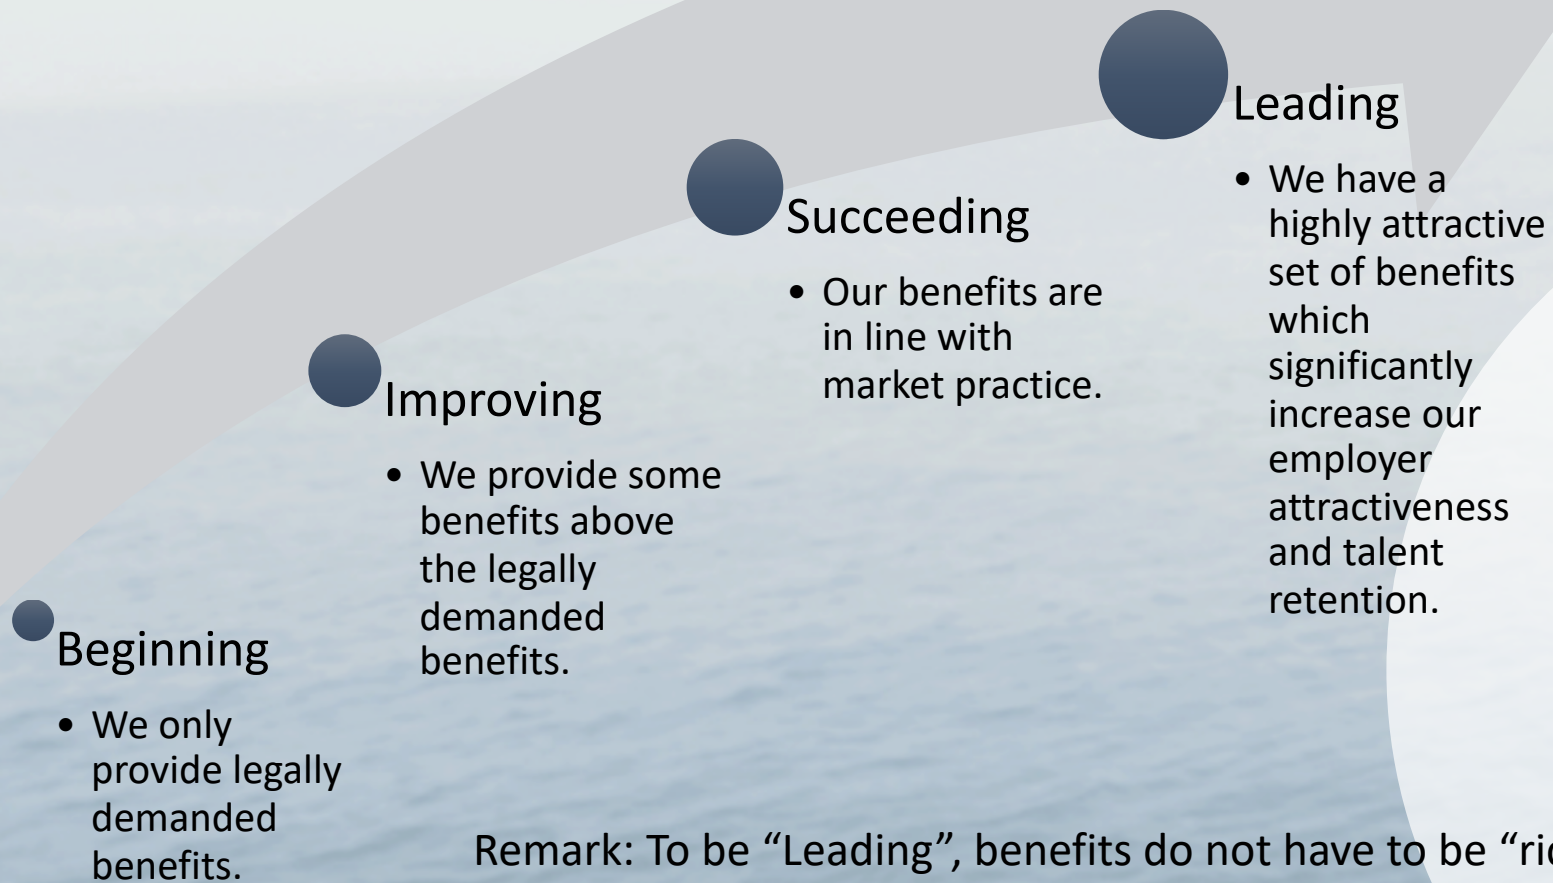 Leading
• We have a
highly attractive
set of benefits
which
significantly
increase our
employer
attractiveness
and talent
retention.
Succeeding
• Our benefits are
in line with
market practice.
Improving
• We provide some
benefits above
the legally
demanded
benefits.
Beginning
• We only
provide legally
demanded
benefits.
Remark: To be “Leading”, benefits do not have to be